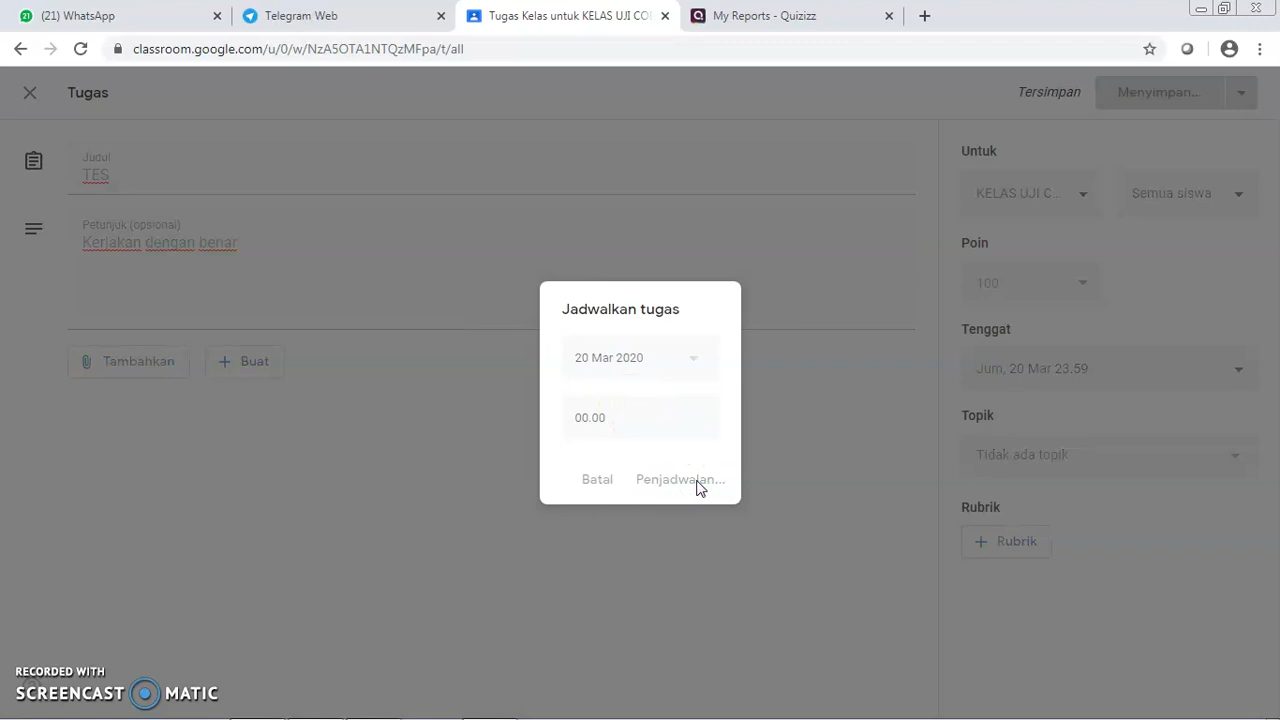 (21) WhatsApp
Telegram Web
Tugas Kelas untuk KELAS UJI CO
My Reports - Quizizz
classroom.google.com/u/0/w/NzA5OTA1NTQzMFpa/t/all
Tugas
Tersimpan
Menyimpan...
Judul
TES
Petunjuk (opsional)
Kerjakan dengan benar
Tambahkan
Buat
Untuk
KELAS UJI C...
Semua siswa
Poin
100
Tenggat
Jum, 20 Mar 23.59
Topik
Tidak ada topik
Rubrik
Rubrik
Jadwalkan tugas
20 Mar 2020
00.00
Batal
Penjadwalan...
RECORDED WITH
SCREENCAST MATIC